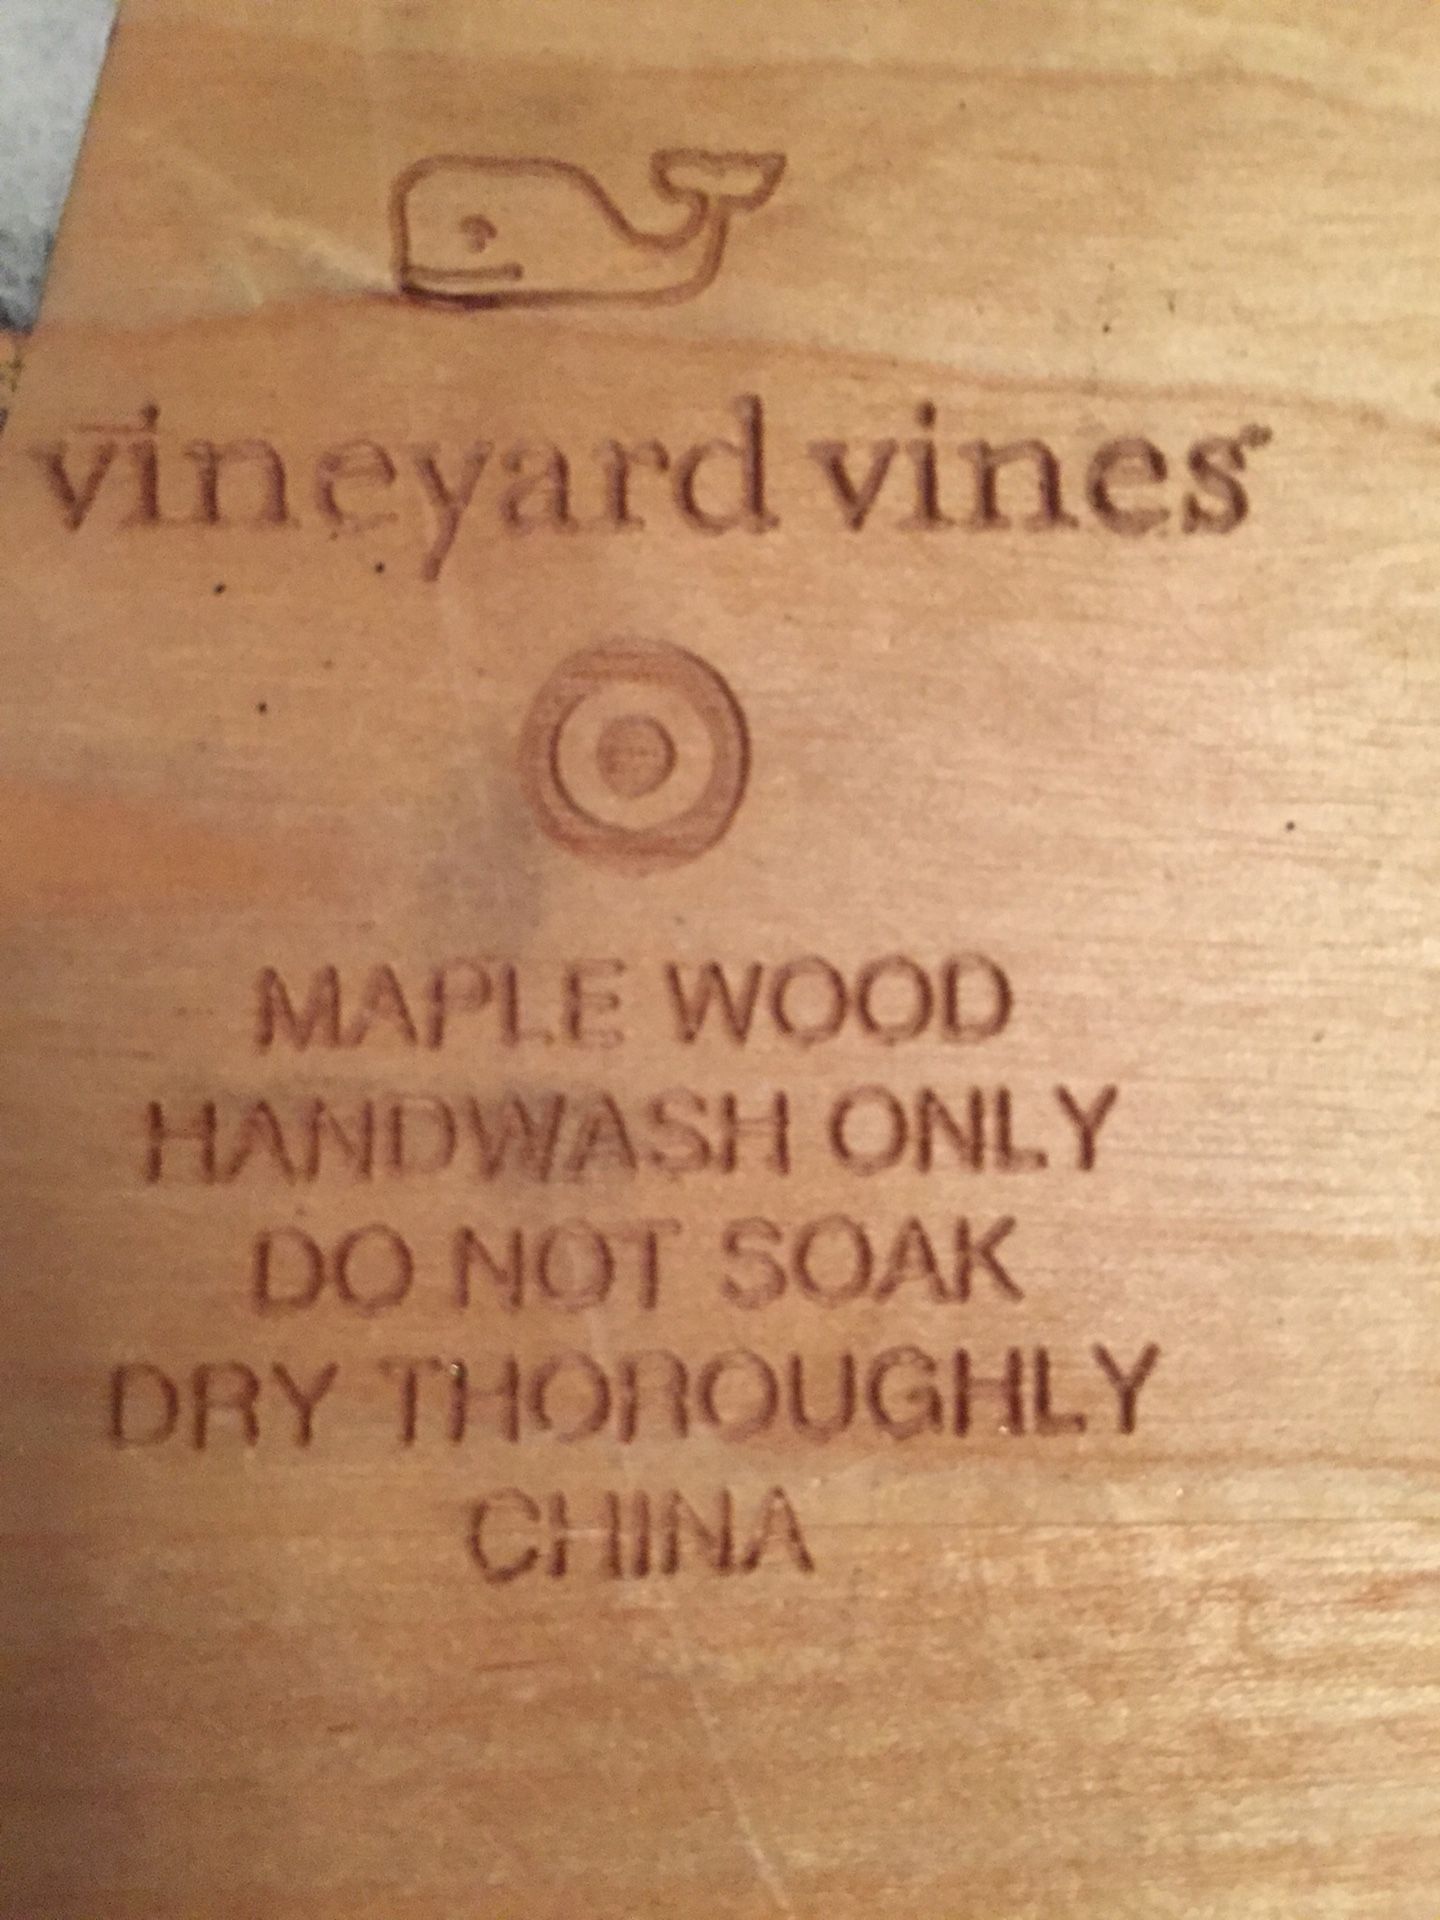 vineyard vines
MAPLE WOOD
HANDWASH ONLY
DO NOT SOAK
DRY THOROUGHLY
CHINA